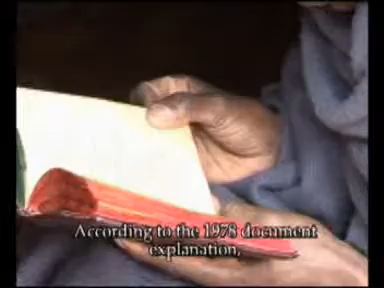 According to the 1978 document
explanation,